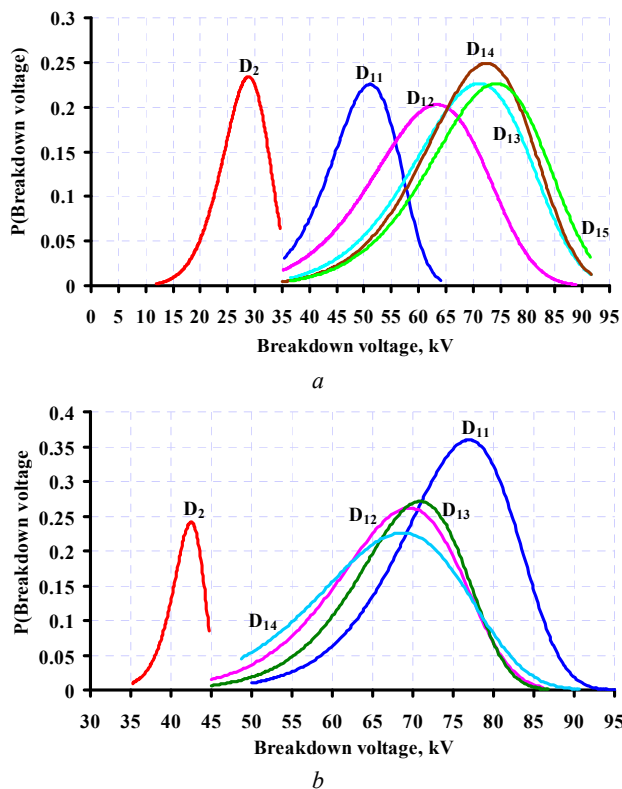 0.3
0.25
0.2
0.15
0.1
0.05
0
P(Breakdown voltage)
D2
D11
D12
D14
D13
D15
0 5 10 15 20 25 30 35 40 45 50 55 60 65 70 75 80 85 90 95
Breakdown voltage, kV
a
0.4
0.35
0.3
0.25
0.2
0.15
0.1
0.05
0
P(Breakdown voltage
D11
D2
D12
D13
D14
30 35 40 45 50 55 60 65 70 75 80 85 90 95
Breakdown voltage, kV
b